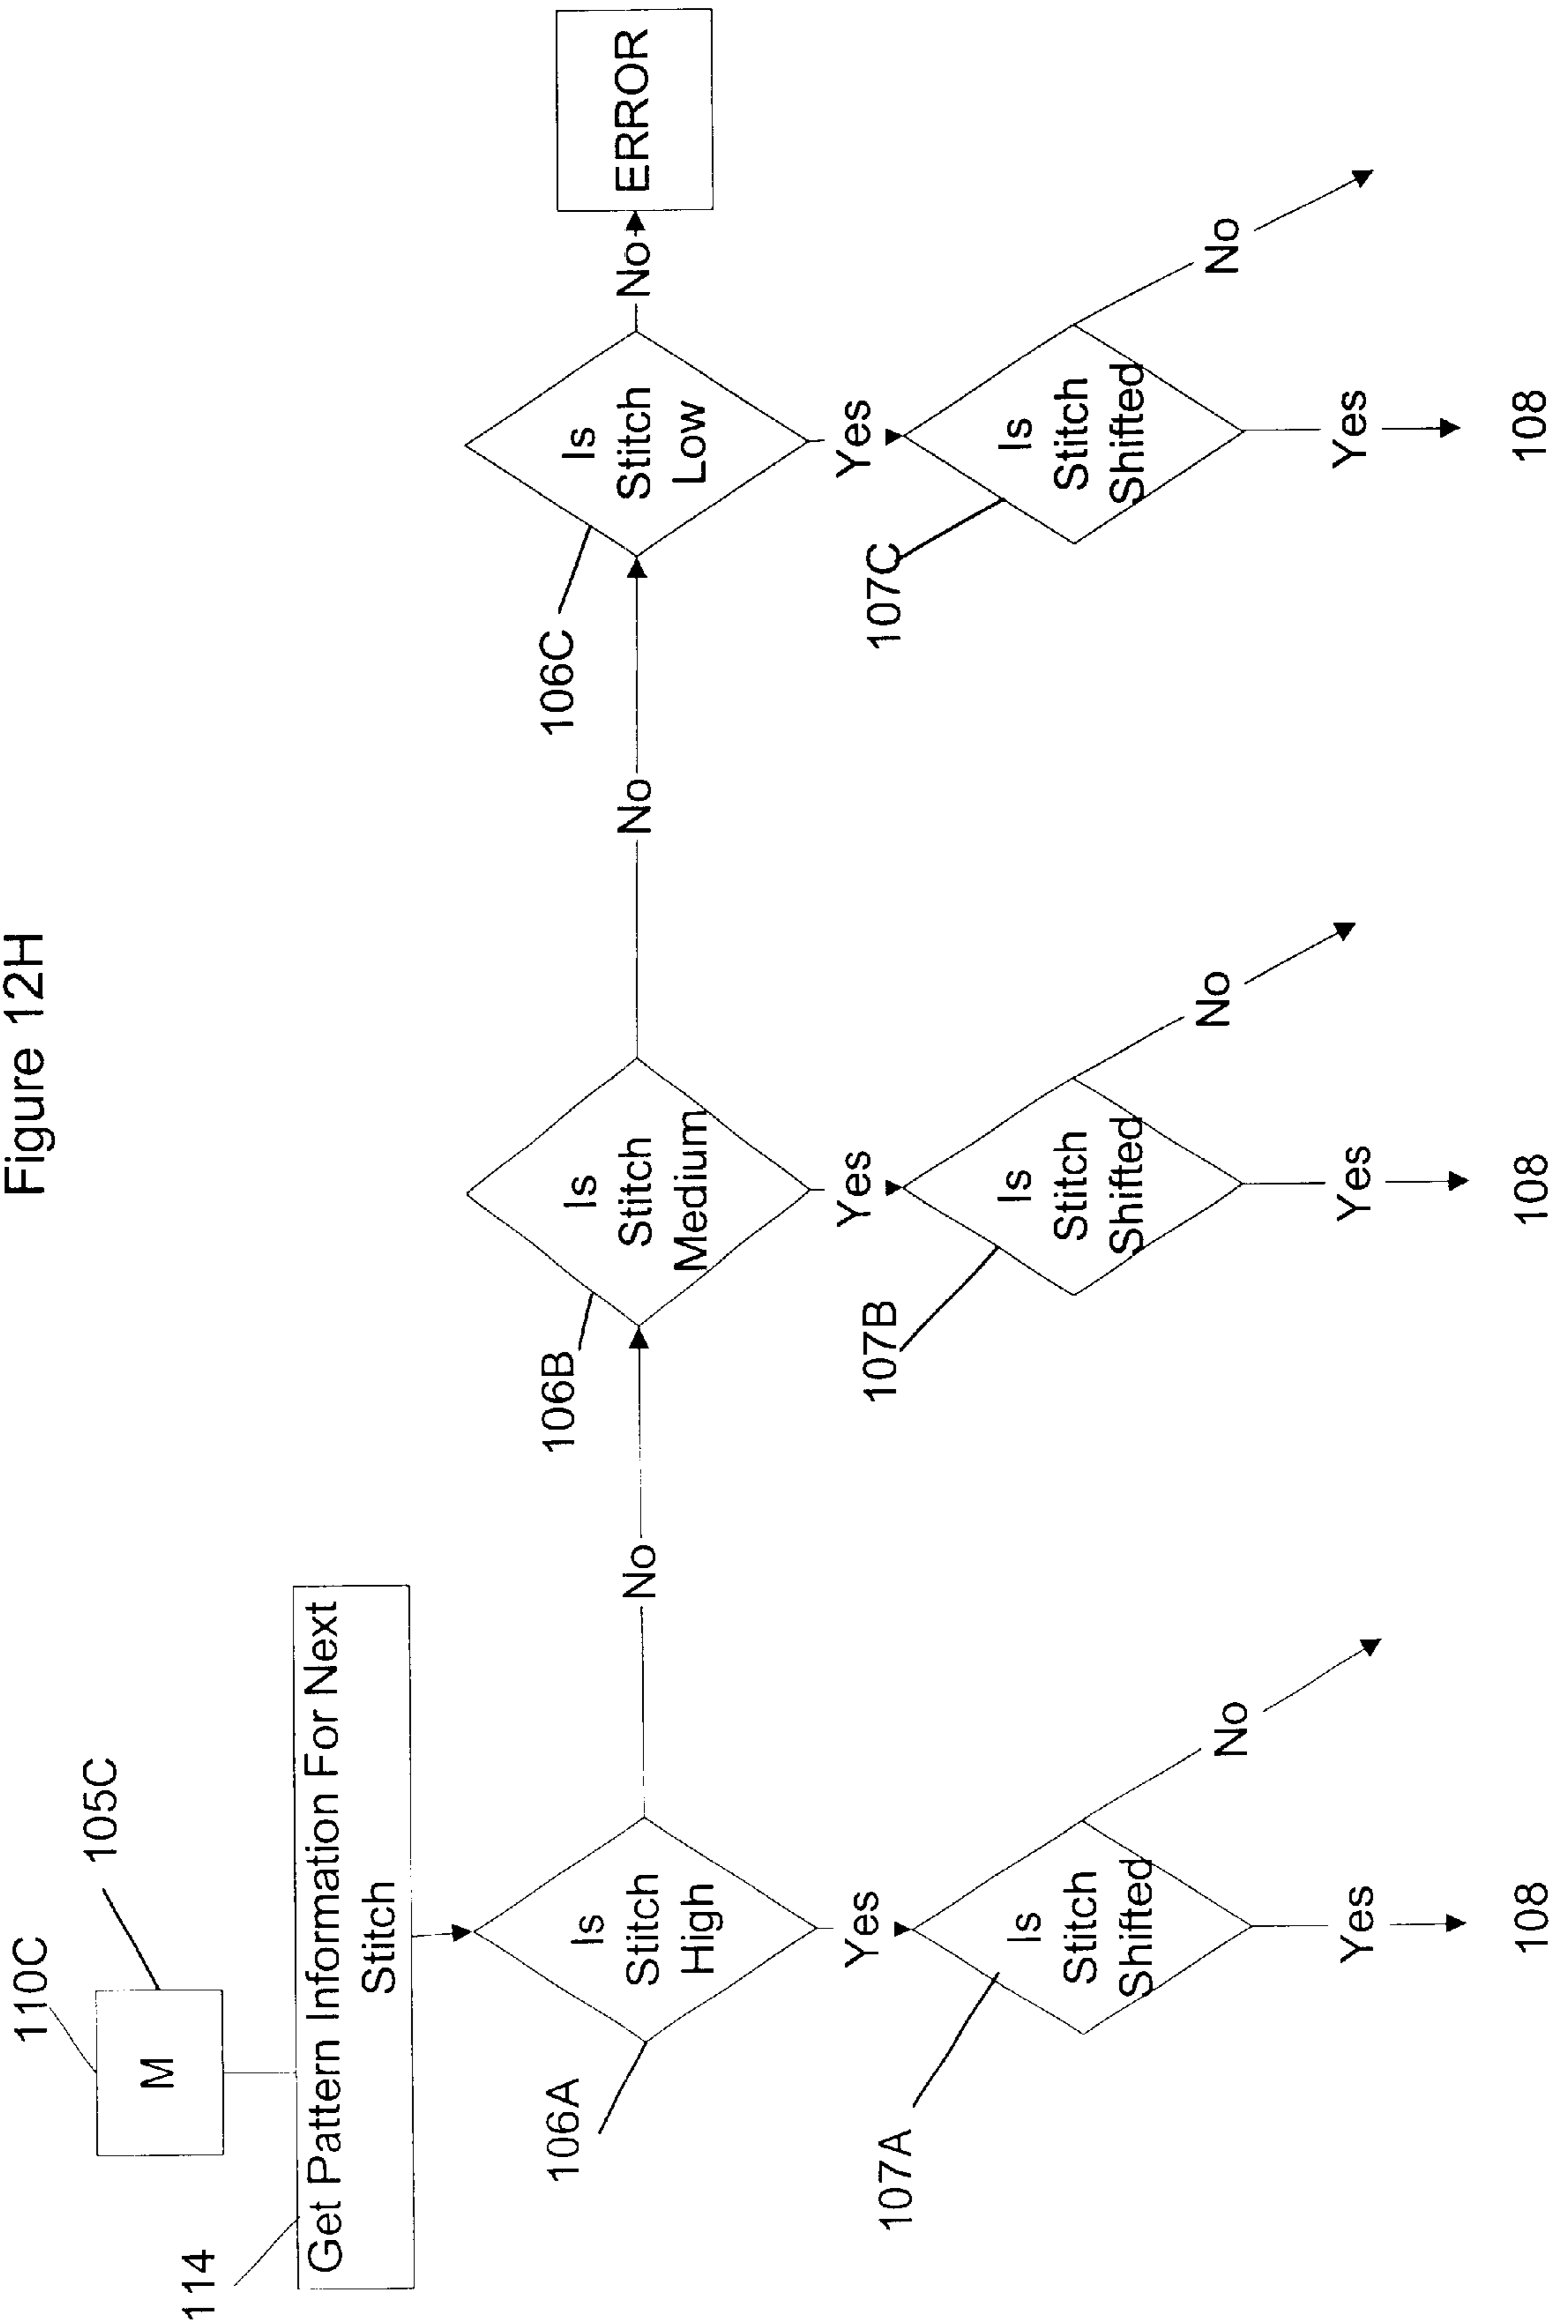 Figure 12H
110C
105C
M
114
Get Pattern Information For Next
Stitch
106A
Is
Stitch
High
No
106B
Is
Stitch
Medium
No
106C
Is
Stitch
Low
No
ERROR
Yes
Yes
Yes
107A
Is
Stitch
Shifted
No
107B
Is
Stitch
Shifted
No
107C
Is
Stitch
Shifted
No
Yes
Yes
Yes
108
108
108